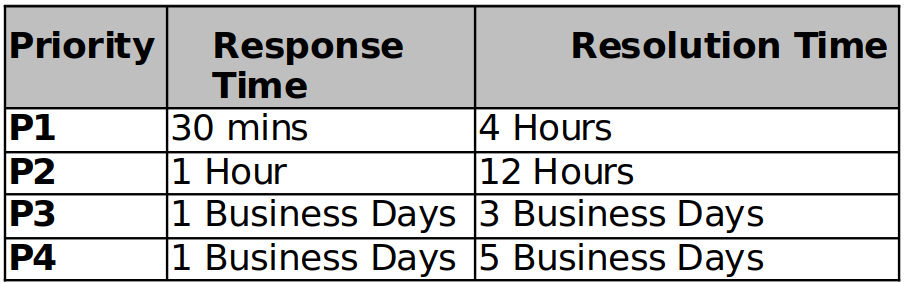 Priority Response Time Resolution Time
P1 30 mins 4 Hours
P2 1 Hour 12 Hours
P3 1 Business Days 3 Business Days
P4 1 Business Days 5 Business Days